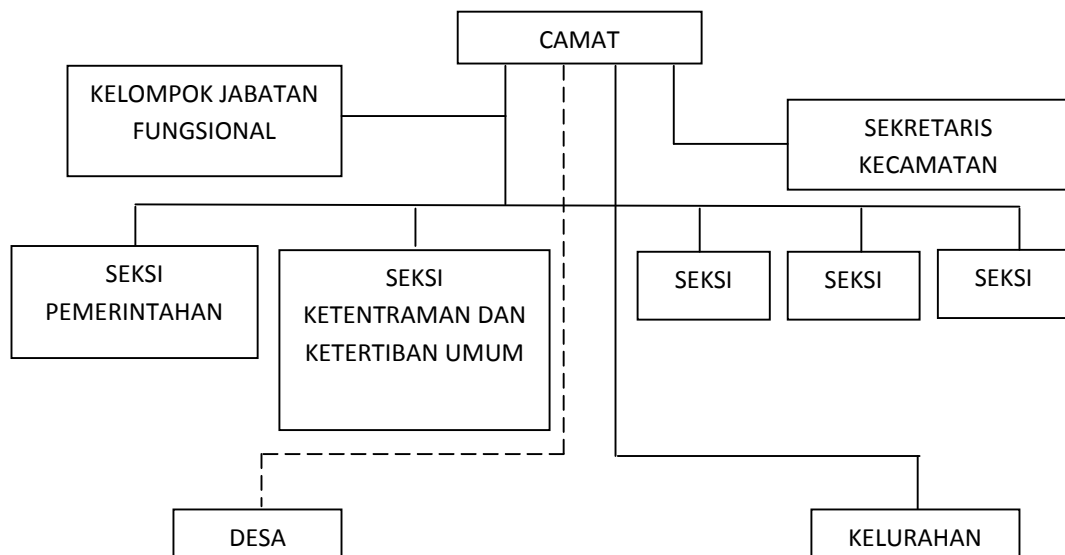 CAMAT
KELOMPOK JABATAN
FUNGSIONAL
SEKRETARIS
KECAMATAN
SEKSI
PEMERINTAHAN
SEKSI
KETENTRAMAN DAN
KETERTIBAN UMUM
SEKSI
SEKSI
SEKSI
DESA
KELURAHAN